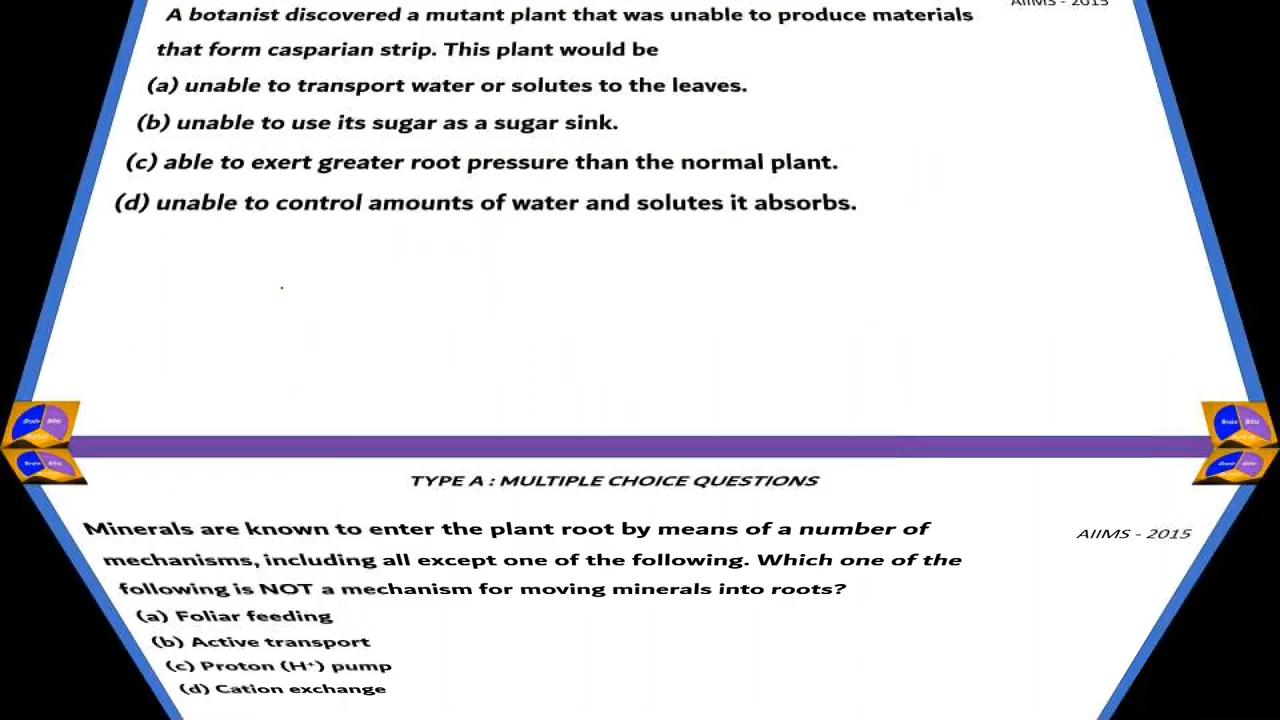 AIIMS - 2015
A botanist discovered a mutant plant that was unable to produce materials
that form casparian strip. This plant would be
(a) unable to transport water or solutes to the leaves.
(b) unable to use its sugar as a sugar sink.
(c) able to exert greater root pressure than the normal plant.
(d) unable to control amounts of water and solutes it absorbs.
TYPE A : MULTIPLE CHOICE QUESTIONS
Minerals are known to enter the plant root by means of a number of
AIIMS - 2015
mechanisms, including all except one of the following. Which one of the
following is NOT a mechanism for moving minerals into roots?
(a) Foliar feeding
(b) Active transport
(c) Proton (H⁺) pump
(d) Cation exchange